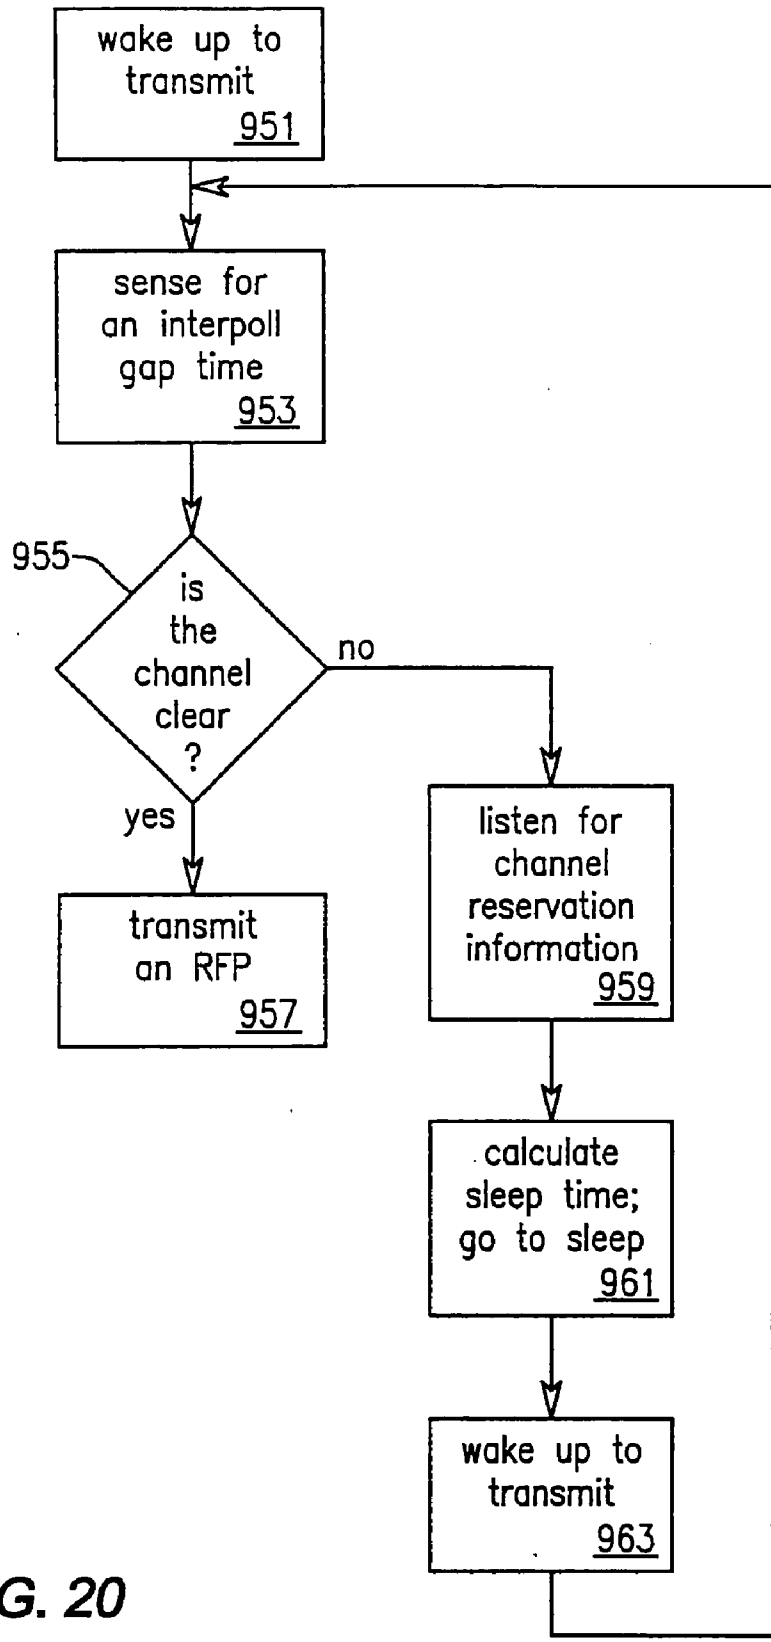 wake up to
transmit
951
sense for
an interpoll
gap time
953
955
is
the
channel
clear
?
no
yes
transmit
an RFP
957
listen for
channel
reservation
information
959
calculate
sleep time;
go to sleep
961
wake up to
transmit
963
G. 20